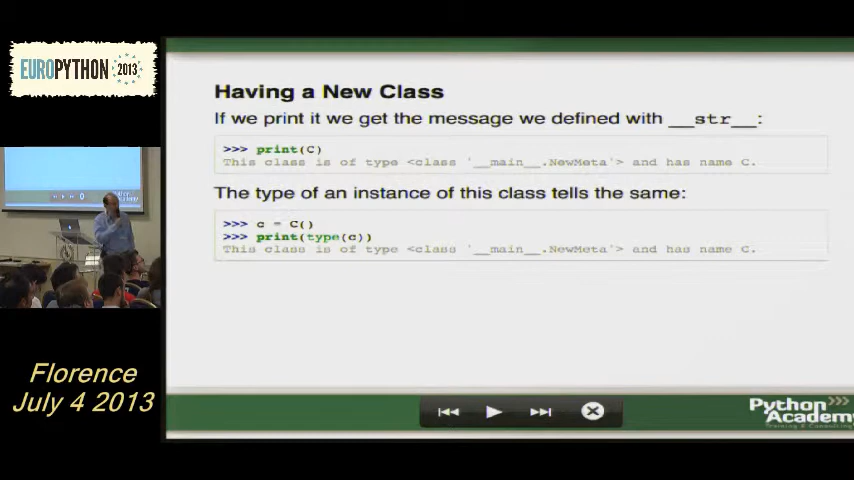 EUROPYTHON 2013
Having a New Class
If we print it we get the message we defined with __str__:
>>> print(C)
This class is of type <class '__main__.NewMeta'> and has name C.
The type of an instance of this class tells the same:
>>> c = C()
>>> print(type(c))
This class is of type <class '__main__.NewMeta'> and has name C.
Florence
July 4 2013
Python
Academy